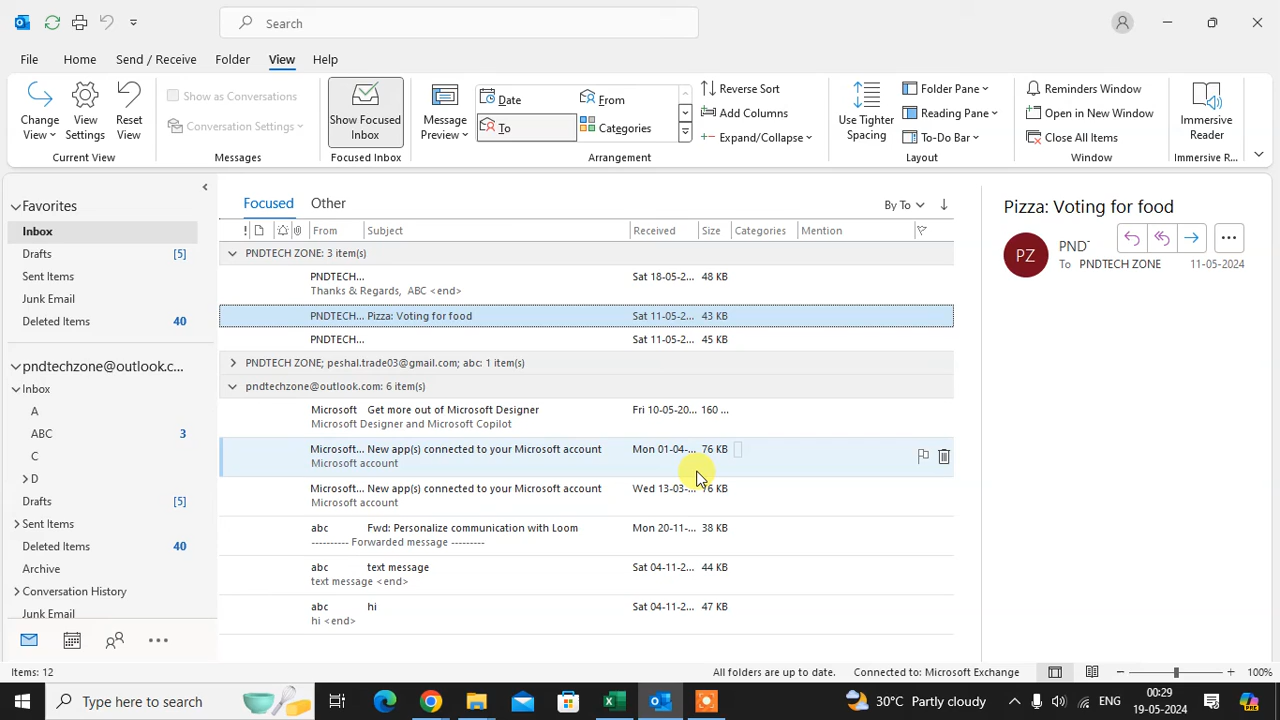 Search
File Home Send / Receive Folder View Help
Change View
View Settings
Reset View
Current View
Show as Conversations
Conversation Settings
Messages
Show Focused Inbox
Focused Inbox
Message Preview
Date From
To Categories
Reverse Sort
Add Columns
Expand/Collapse
Arrangement
Use Tighter Spacing
Folder Pane
Reading Pane
To-Do Bar
Layout
Reminders Window
Open in New Window
Close All Items
Window
Immersive Reader
Immersive R...
Favorites
Inbox
Drafts [5]
Sent Items
Junk Email
Deleted Items 40
pndtechzone@outlook.c...
Inbox
A
ABC 3
C
D
Drafts [5]
Sent Items
Deleted Items 40
Archive
Conversation History
Junk Email
Focused Other By To
! From Subject Received Size Categories Mention
PNDTECH ZONE: 3 item(s)
PNDTECH... Sat 18-05-2... 48 KB
Thanks & Regards, ABC <end>
PNDTECH... Pizza: Voting for food Sat 11-05-2... 43 KB
PNDTECH... Sat 11-05-2... 45 KB
PNDTECH ZONE; peshal.trade03@gmail.com; abc: 1 item(s)
pndtechzone@outlook.com: 6 item(s)
Microsoft Get more out of Microsoft Designer Fri 10-05-20... 160 ...
Microsoft Designer and Microsoft Copilot
Microsoft... New app(s) connected to your Microsoft account Mon 01-04-... 76 KB
Microsoft account
Microsoft... New app(s) connected to your Microsoft account Wed 13-03-... 76 KB
Microsoft account
abc Fwd: Personalize communication with Loom Mon 20-11-... 38 KB
---------- Forwarded message ---------
abc text message Sat 04-11-2... 44 KB
text message <end>
abc hi Sat 04-11-2... 47 KB
hi <end>
Pizza: Voting for food
PZ
PND
To PNDTECH ZONE 11-05-2024
Items: 12 All folders are up to date. Connected to: Microsoft Exchange 100%
Type here to search 30°C Partly cloudy ENG 00:29
19-05-2024
PRE